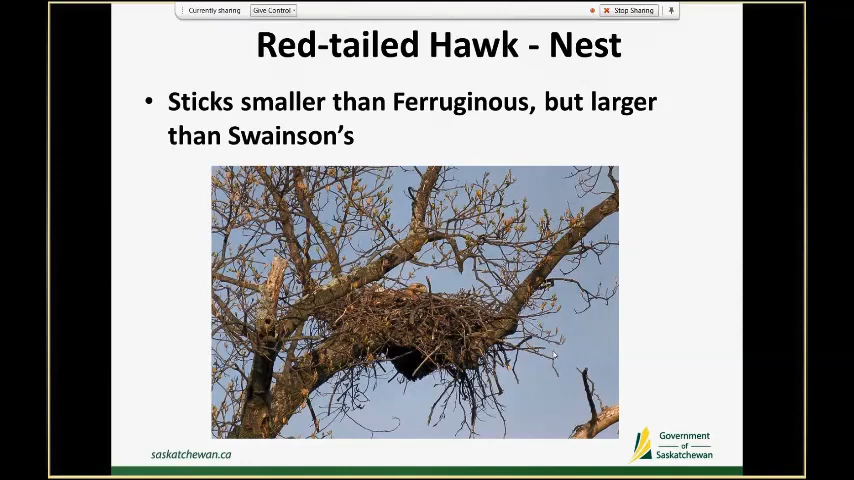 Currently sharing
Give Control
Stop Sharing
Red-tailed Hawk - Nest
• Sticks smaller than Ferruginous, but larger
than Swainson's
saskatchewan.ca
Government
of
Saskatchewan